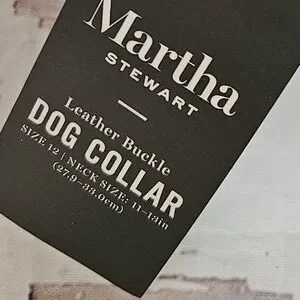 Martha
STEWART
Leather Buckle
DOG COLLAR
SIZE 12 | NECK SIZE: 11-13in
(27.9-33.0cm)